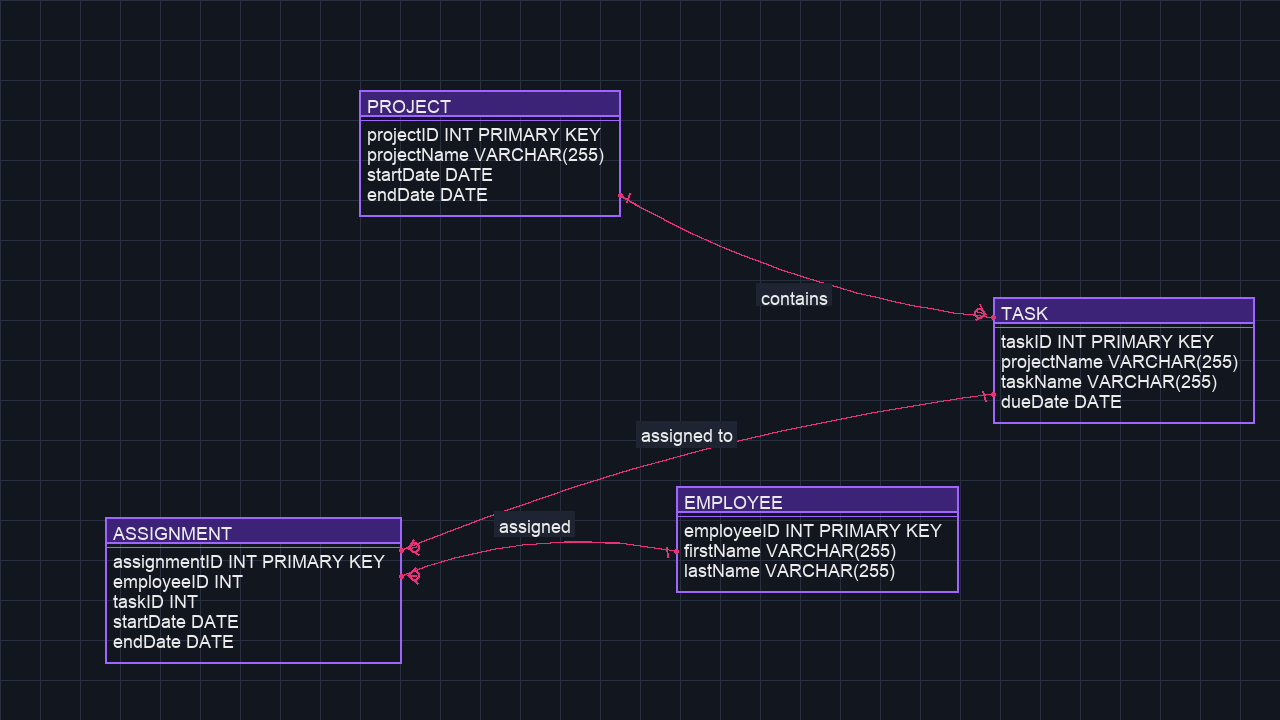 PROJECT
projectID INT PRIMARY KEY
projectName VARCHAR(255)
startDate DATE
endDate DATE
contains
TASK
taskID INT PRIMARY KEY
projectName VARCHAR(255)
taskName VARCHAR(255)
dueDate DATE
assigned to
EMPLOYEE
employeeID INT PRIMARY KEY
firstName VARCHAR(255)
lastName VARCHAR(255)
assigned
ASSIGNMENT
assignmentID INT PRIMARY KEY
employeeID INT
taskID INT
startDate DATE
endDate DATE